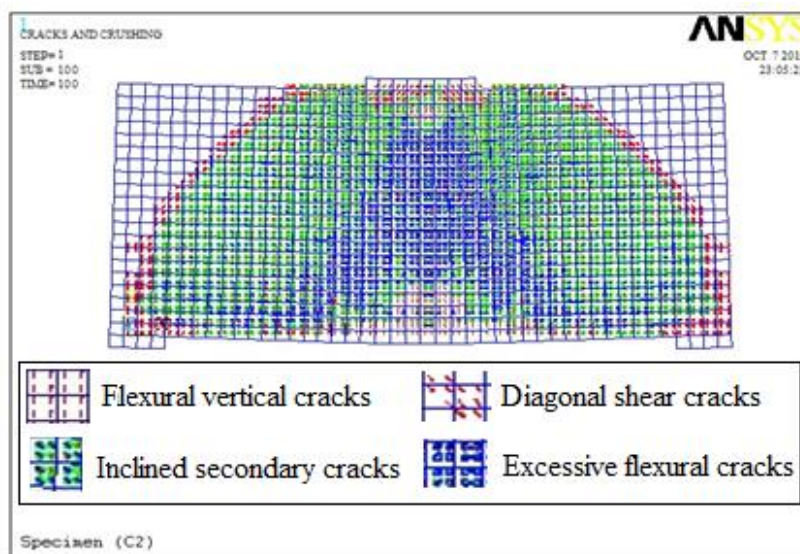 1
CRACKS AND CRUSHING
STEP=1
SUB = 100
TIME=100
ANSYS
OCT 7 201
23:05:2
Flexural vertical cracks
Diagonal shear cracks
Inclined secondary cracks
Excessive flexural cracks
Specimen (C2)